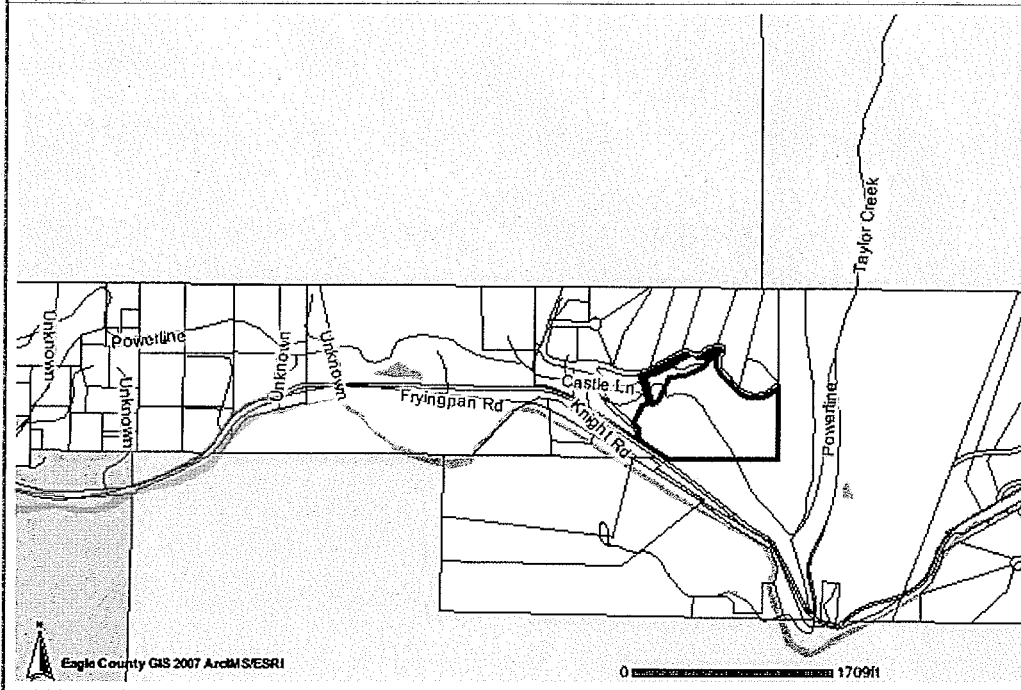 Taylor Creek
Unknown
Powerline
Unknown
Unknown
Unknown
Fryingpan Rd
Castle Ln
Knight Rd
Powerline
Eagle County GIS 2007 ArcIMS/ESRI
0 1709ft
N